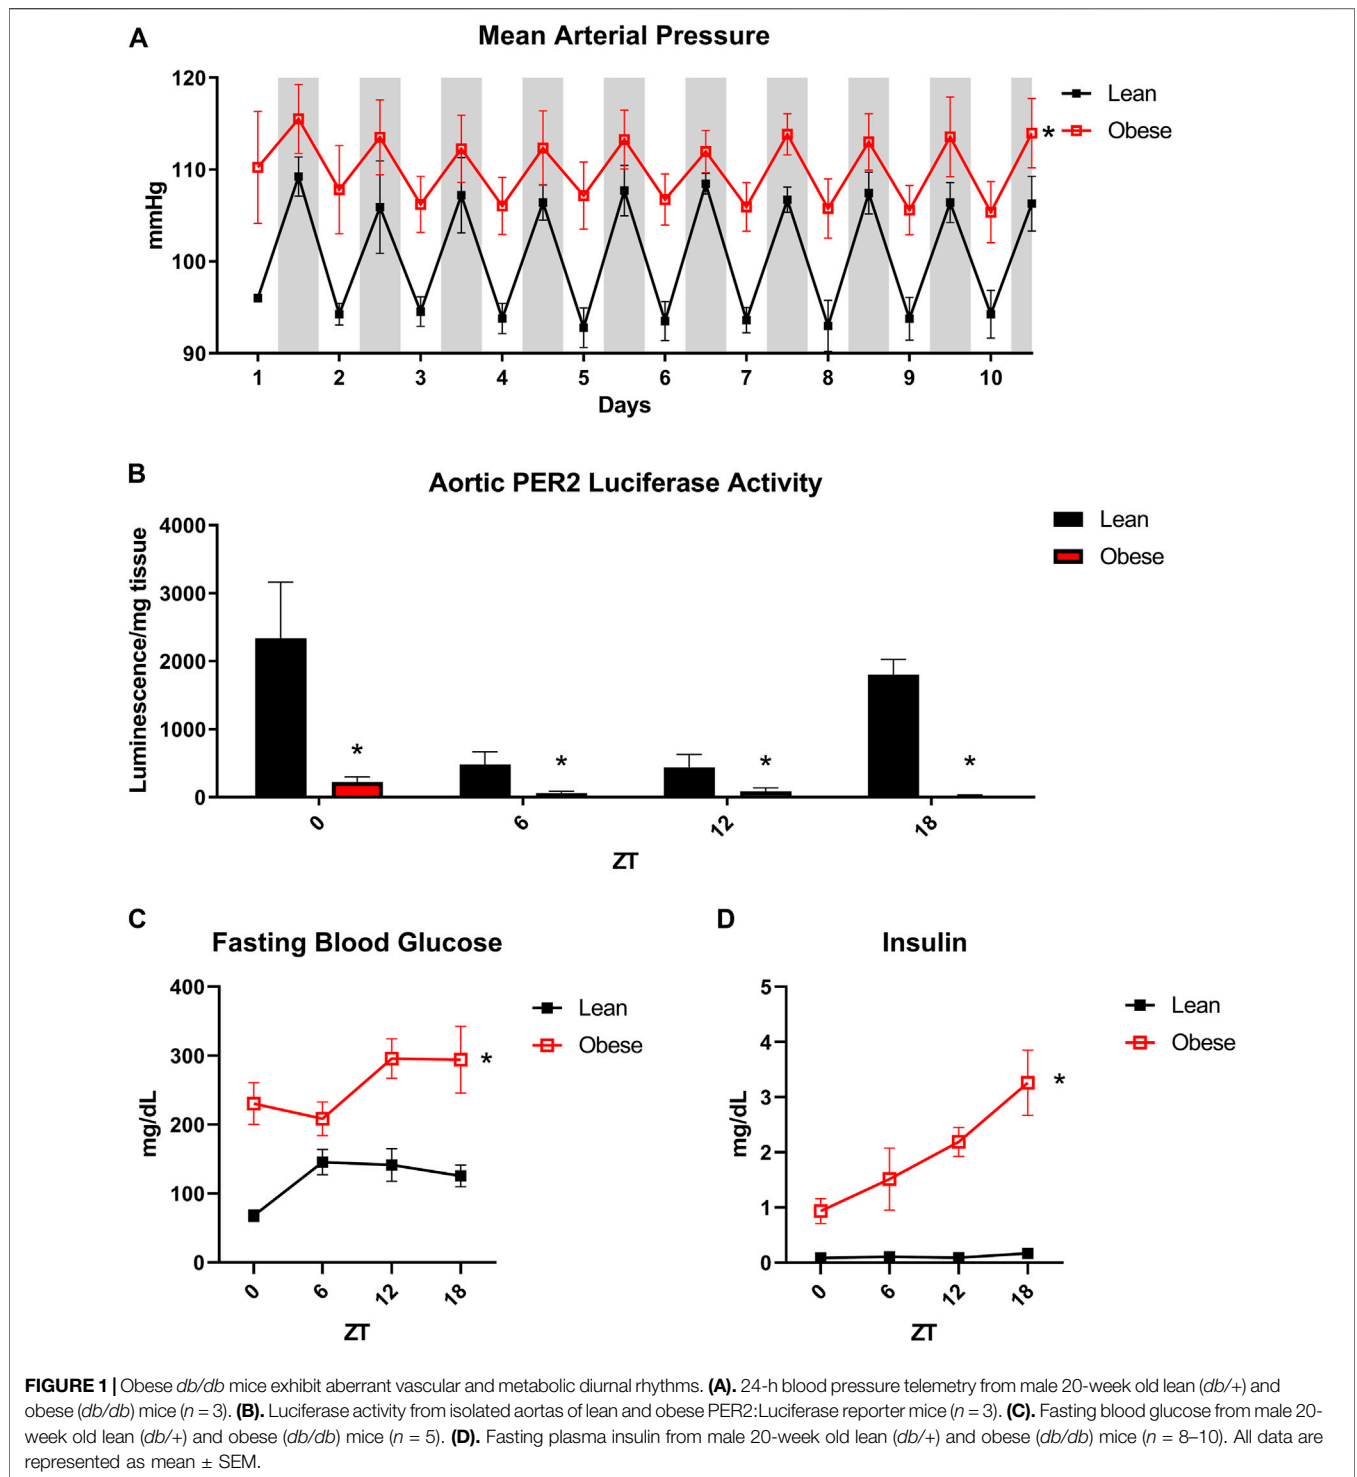 A
Mean Arterial Pressure
120
110
100
90
mmHg
1 2 3 4 5 6 7 8 9 10
Days
Lean
* Obese
B
Aortic PER2 Luciferase Activity
4000
3000
2000
1000
0
Luminescence/mg tissue
* * * *
0 6 12 18
ZT
Lean
Obese
C
Fasting Blood Glucose
400
300
200
100
0
mg/dL
0 6 12 18
ZT
Lean
Obese
*
D
Insulin
5
4
3
2
1
0
mg/dL
0 6 12 18
ZT
Lean
Obese
*
FIGURE 1 | Obese db/db mice exhibit aberrant vascular and metabolic diurnal rhythms. (A). 24-h blood pressure telemetry from male 20-week old lean (db/+) and
obese (db/db) mice (n = 3). (B). Luciferase activity from isolated aortas of lean and obese PER2:Luciferase reporter mice (n = 3). (C). Fasting blood glucose from male 20-
week old lean (db/+) and obese (db/db) mice (n = 5). (D). Fasting plasma insulin from male 20-week old lean (db/+) and obese (db/db) mice (n = 8–10). All data are
represented as mean ± SEM.